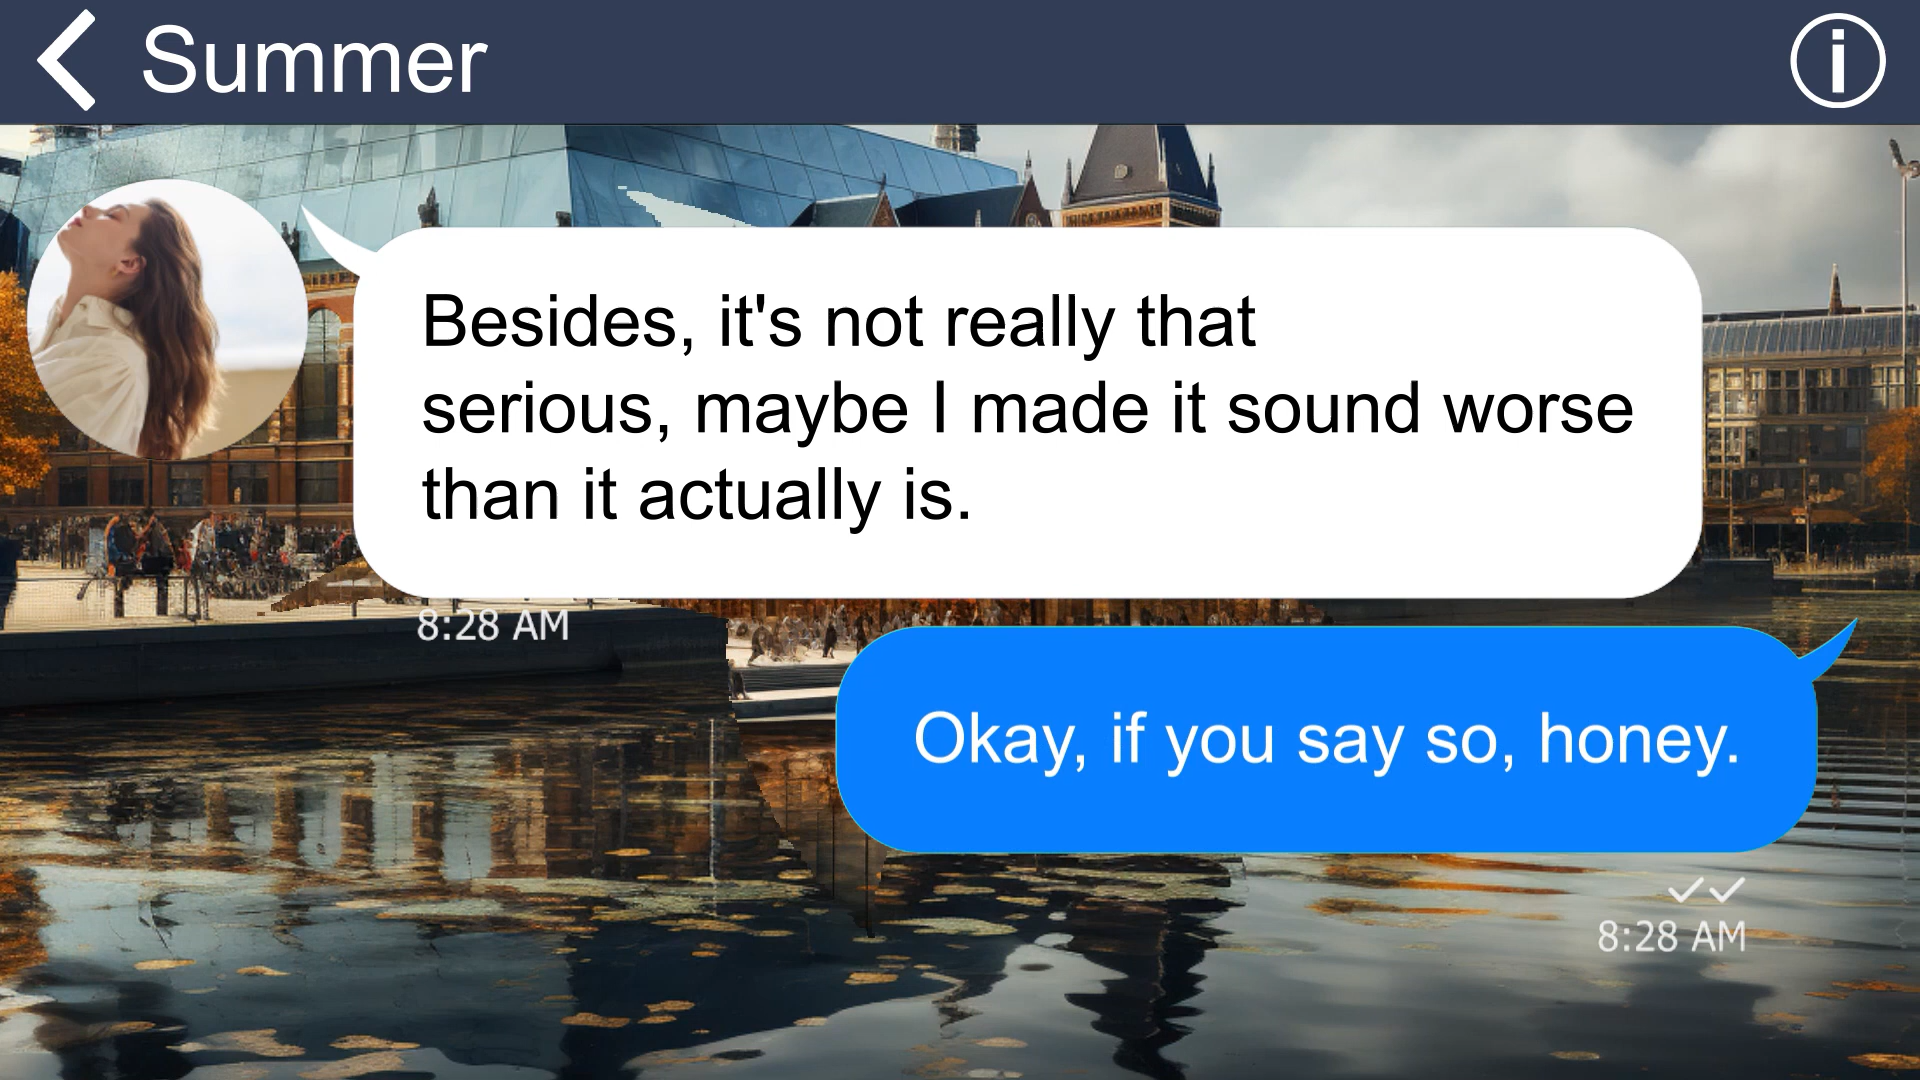 Summer
Besides, it's not really that
serious, maybe I made it sound worse
than it actually is.
8:28 AM
Okay, if you say so, honey.
8:28 AM